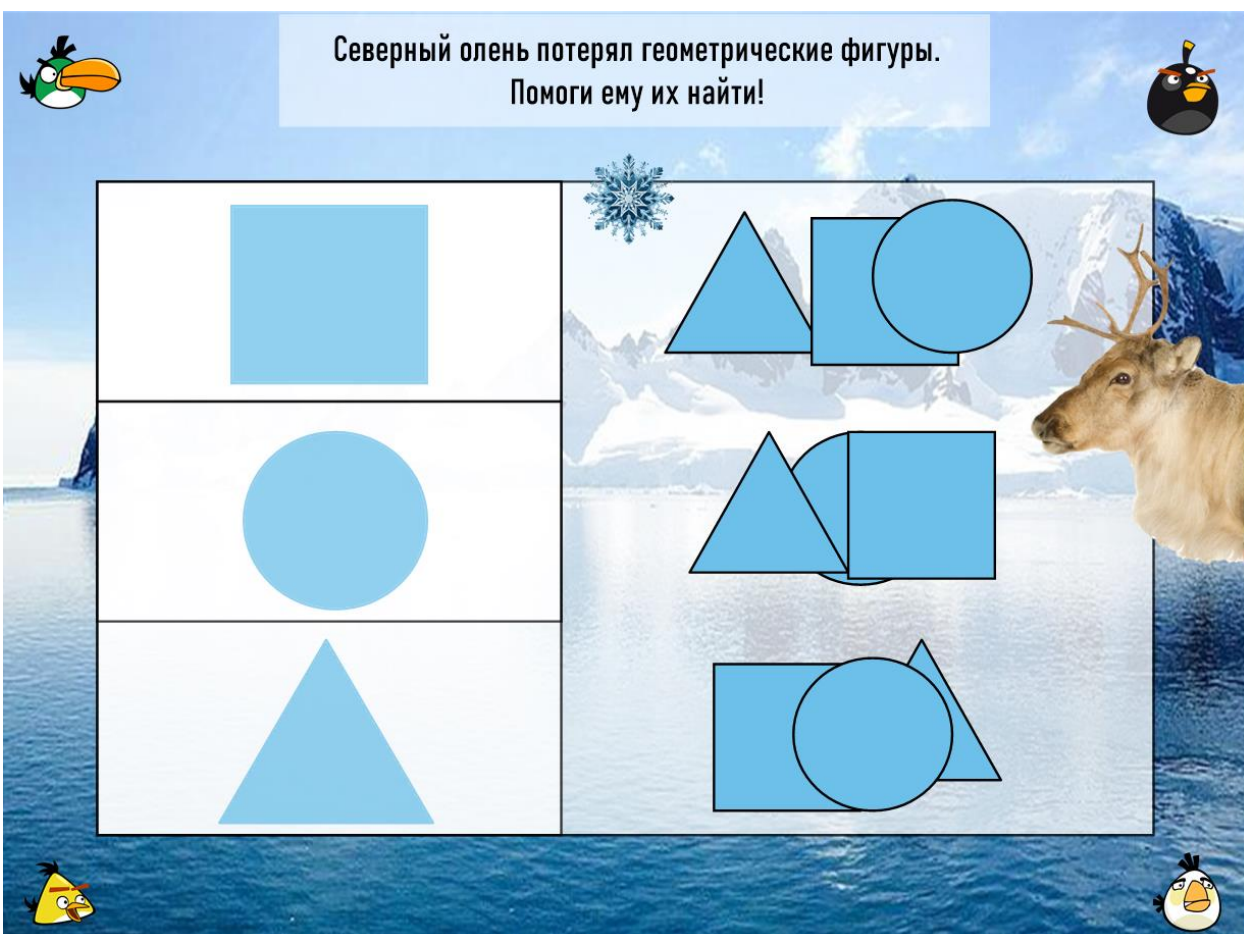 Северный олень потерял геометрические фигуры.
Помоги ему их найти!